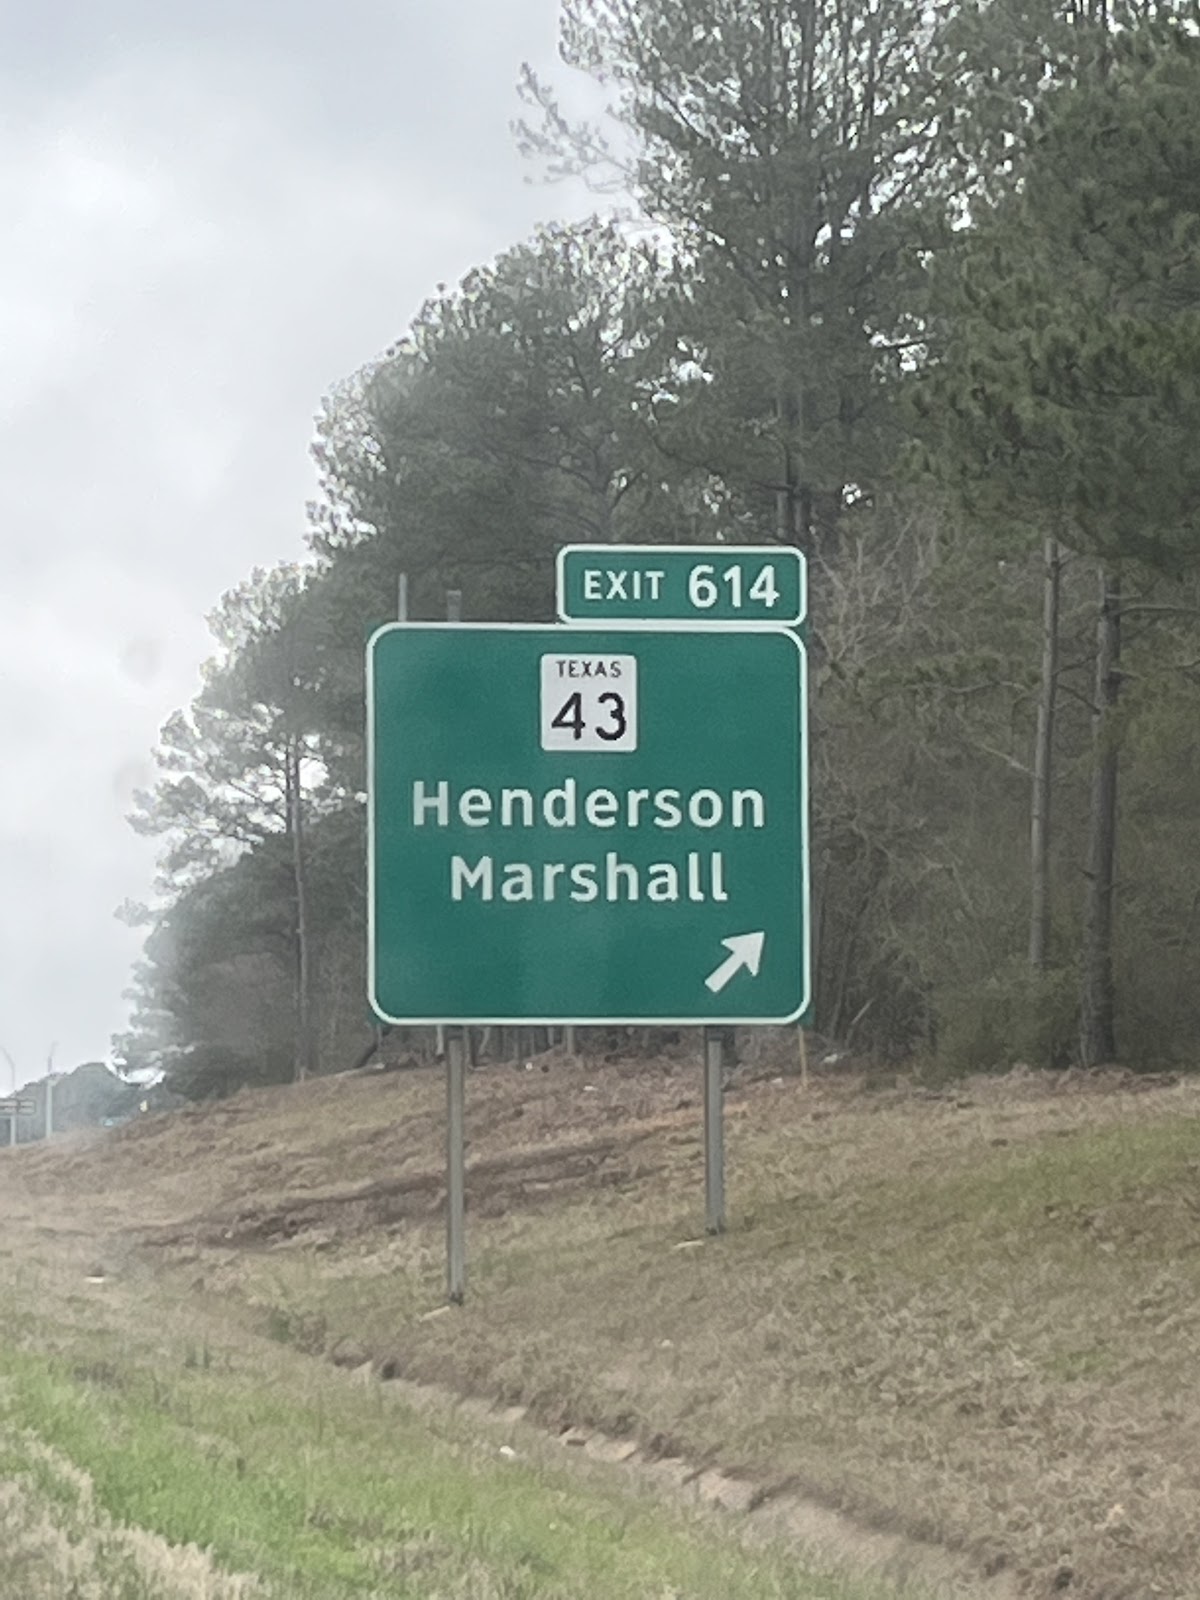 EXIT 614
TEXAS
43
Henderson
Marshall